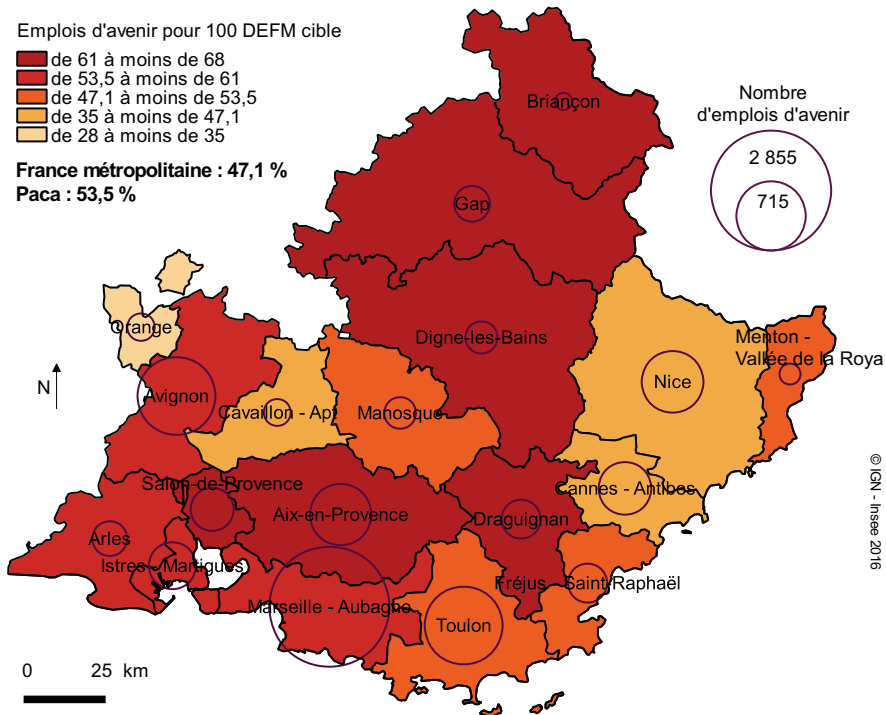 Emplois d'avenir pour 100 DEFM cible
de 61 à moins de 68
de 53,5 à moins de 61
de 47,1 à moins de 53,5
de 35 à moins de 47,1
de 28 à moins de 35
France métropolitaine : 47,1 %
Paca : 53,5 %
Nombre
d'emplois d'avenir
2 855
715
Briançon
Gap
Digne-les-Bains
Orange
Menton -
Vallée de la Roya
Nice
N
Avignon
Cavaillon - Apt
Manosque
Salon-de-Provence
Cannes - Antibes
Aix-en-Provence
Draguignan
Arles
Istres - Martigues
Fréjus - Saint-Raphaël
Marseille - Aubagne
Toulon
0 25 km
© IGN - Insee 2016